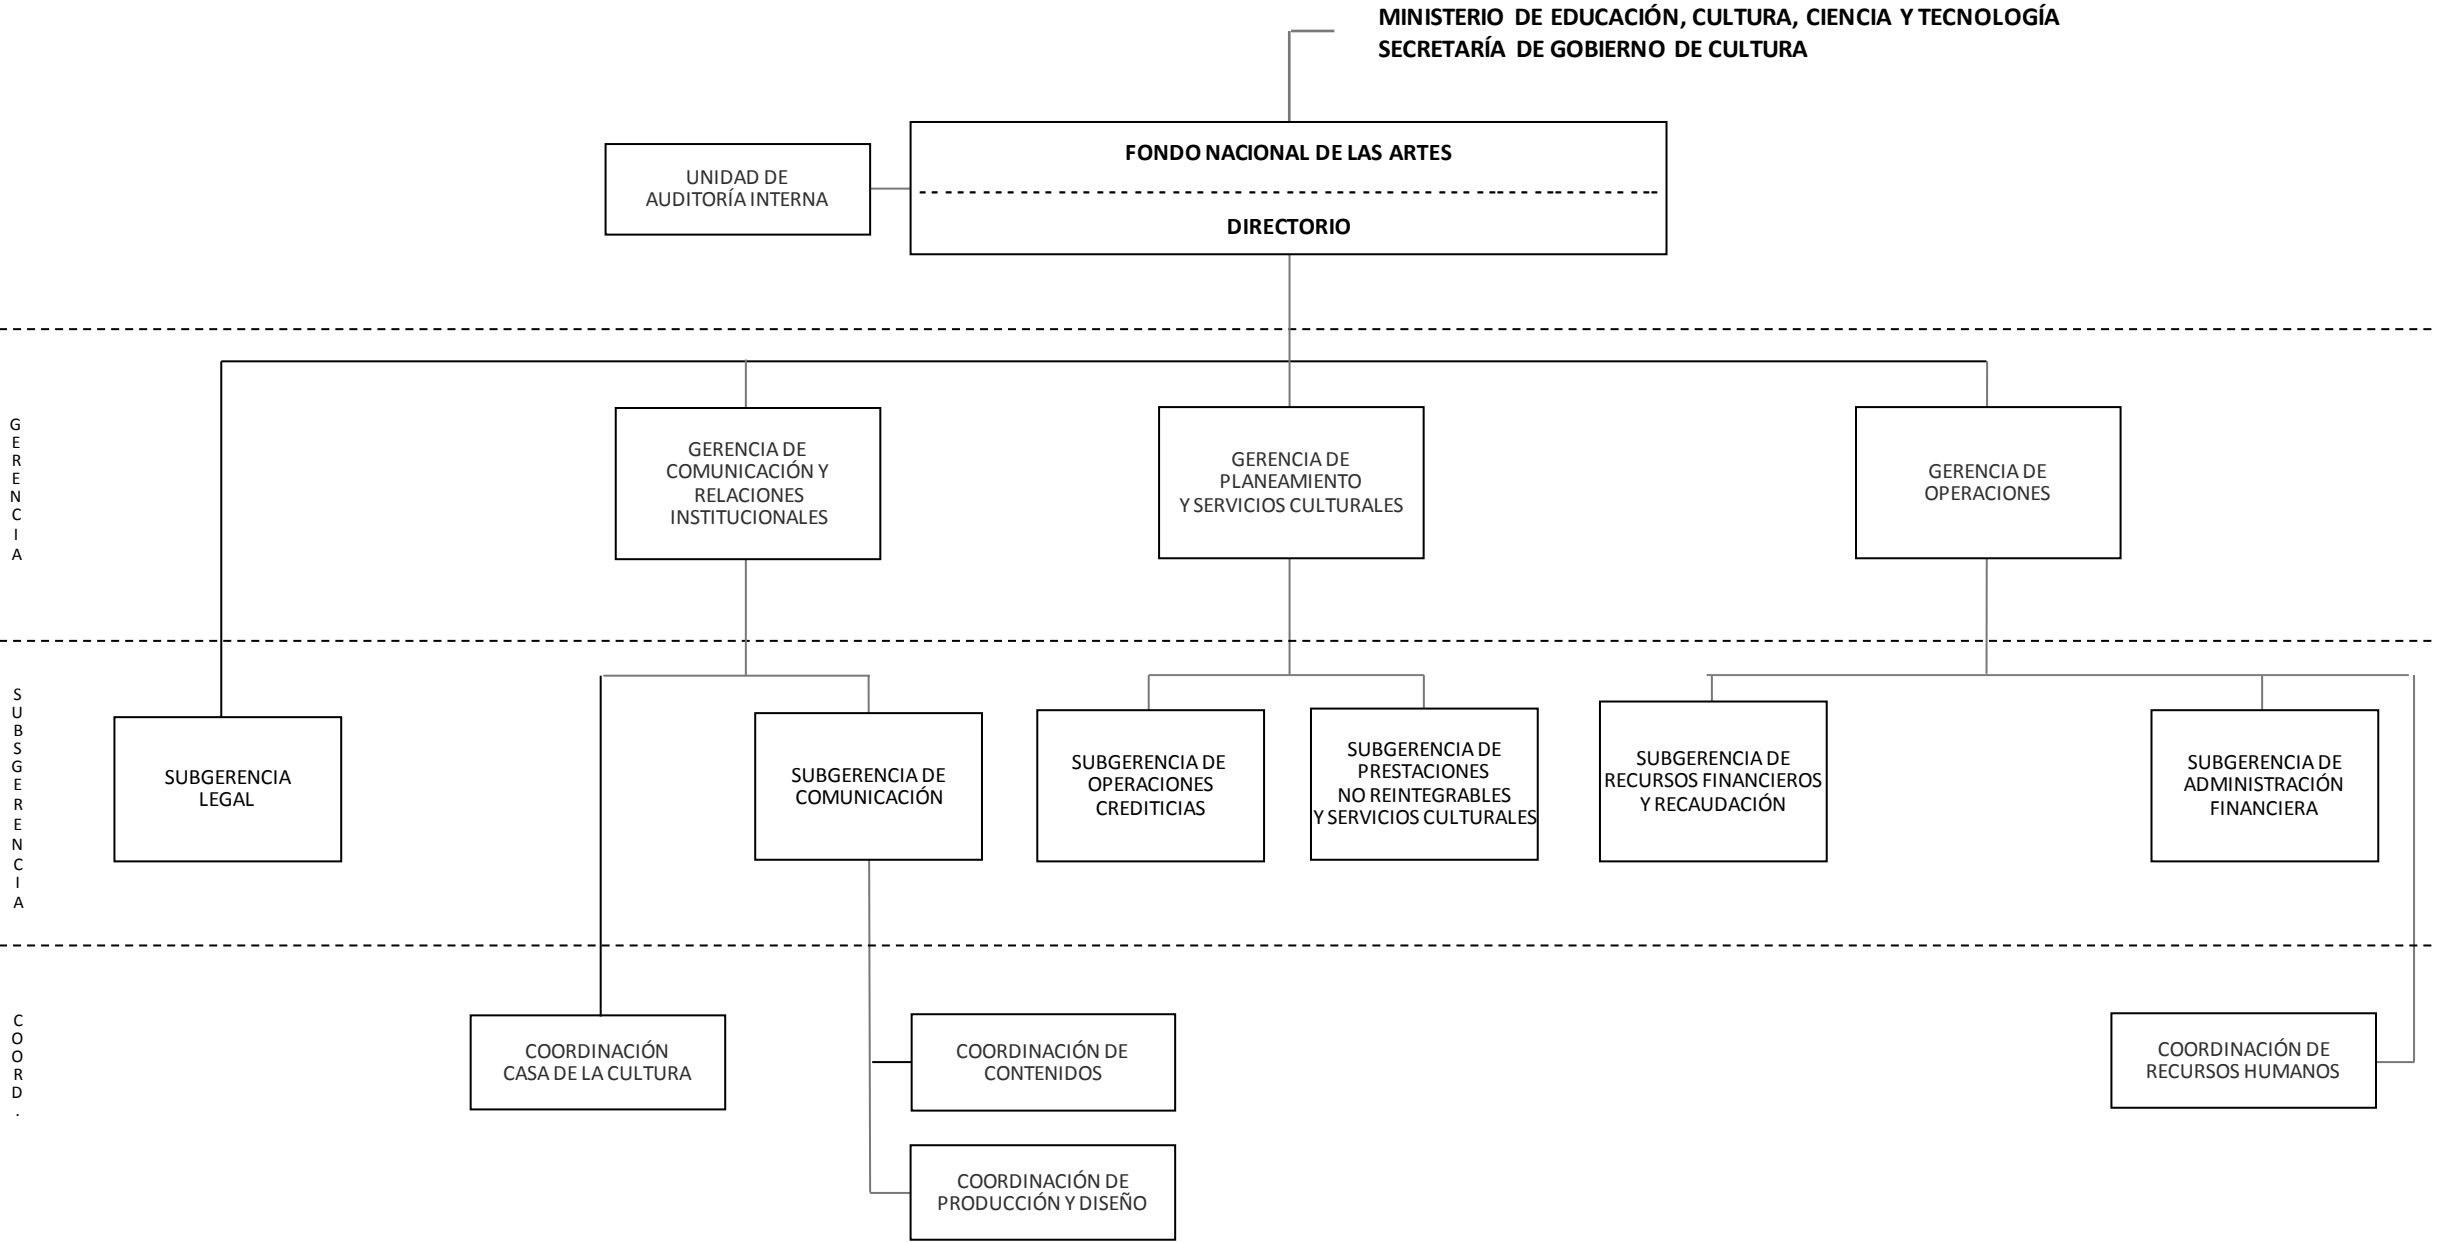 MINISTERIO DE EDUCACIÓN, CULTURA, CIENCIA Y TECNOLOGÍA
SECRETARÍA DE GOBIERNO DE CULTURA
FONDO NACIONAL DE LAS ARTES
DIRECTORIO
UNIDAD DE
AUDITORÍA INTERNA
GERENCIA
GERENCIA DE
COMUNICACIÓN Y
RELACIONES
INSTITUCIONALES
GERENCIA DE
PLANEAMIENTO
Y SERVICIOS CULTURALES
GERENCIA DE
OPERACIONES
SUBSGERENCIA
SUBGERENCIA
LEGAL
SUBGERENCIA DE
COMUNICACIÓN
SUBGERENCIA DE
OPERACIONES
CREDITICIAS
SUBGERENCIA DE
PRESTACIONES
NO REINTEGRABLES
Y SERVICIOS CULTURALES
SUBGERENCIA DE
RECURSOS FINANCIEROS
Y RECAUDACIÓN
SUBGERENCIA DE
ADMINISTRACIÓN
FINANCIERA
COORD.
COORDINACIÓN
CASA DE LA CULTURA
COORDINACIÓN DE
CONTENIDOS
COORDINACIÓN DE
RECURSOS HUMANOS
COORDINACIÓN DE
PRODUCCIÓN Y DISEÑO